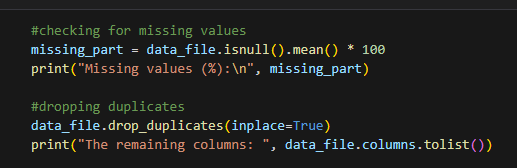 #checking for missing values
missing_part = data_file.isnull().mean() * 100
print("Missing values (%):\n", missing_part)
#dropping duplicates
data_file.drop_duplicates(inplace=True)
print("The remaining columns: ", data_file.columns.tolist())